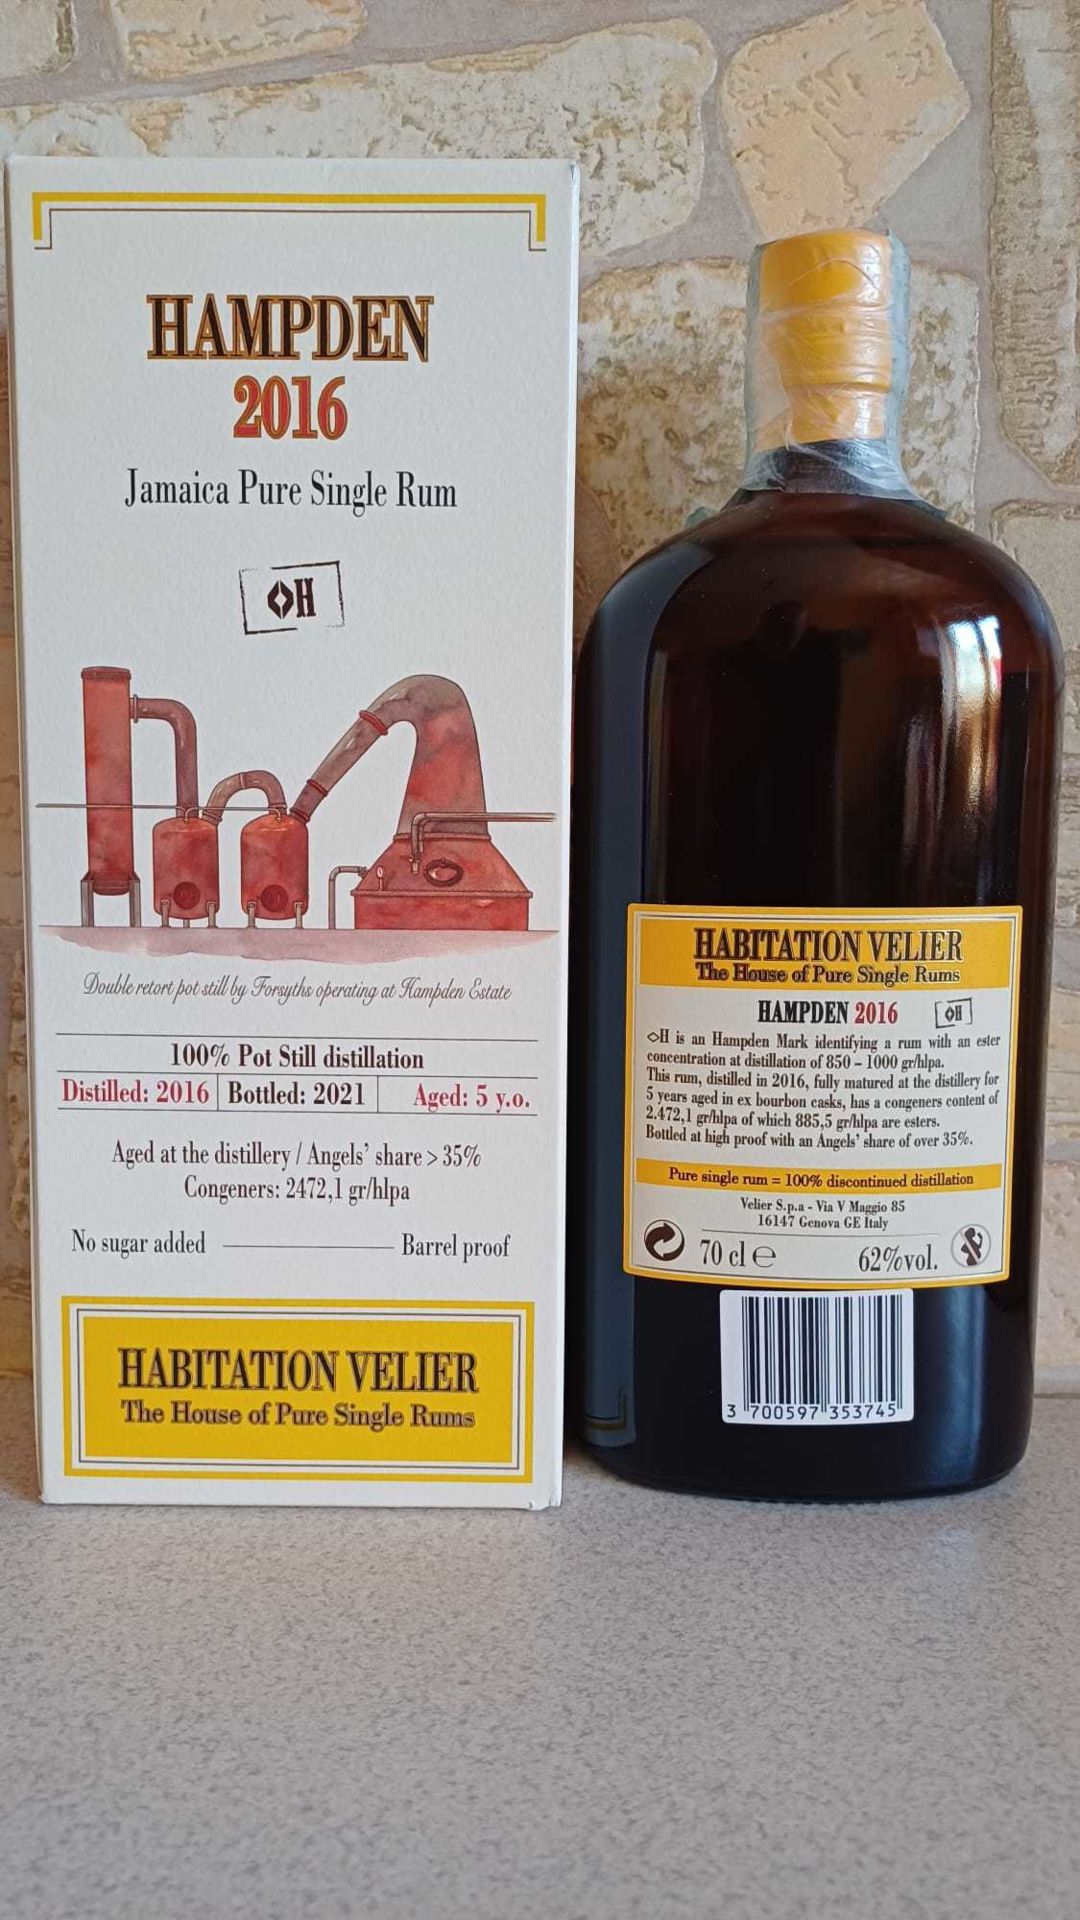 HAMPDEN
2016
Jamaica Pure Single Rum
◇H
Double retort pot still by Forsyths operating at Hampden Estate
100% Pot Still distillation
Distilled: 2016 Bottled: 2021 Aged: 5 y.o.
Aged at the distillery / Angels' share > 35%
Congeners: 2472,1 gr/hlpa
No sugar added Barrel proof
HABITATION VELIER
The House of Pure Single Rums
HABITATION VELIER
The House of Pure Single Rums
HAMPDEN 2016 ◇H
◇H is an Hampden Mark identifying a rum with an ester
concentration at distillation of 850 – 1000 gr/hlpa.
This rum, distilled in 2016, fully matured at the distillery for
5 years aged in ex bourbon casks, has a congeners content of
2.472,1 gr/hlpa of which 885,5 gr/hlpa are esters.
Bottled at high proof with an Angels' share of over 35%.
Pure single rum = 100% discontinued distillation
Velier S.p.a - Via V Maggio 85
16147 Genova GE Italy
70 cl e 62%vol.
3 700597 353745